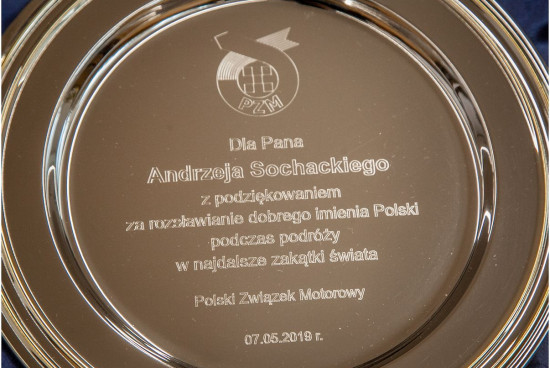 PZM
Dla Pana
Andrzeja Sochackiego
z podziękowaniem
za rozsławianie dobrego imienia Polski
podczas podróży
w najdalsze zakątki świata
Polski Związek Motorowy
07.05.2019 r.